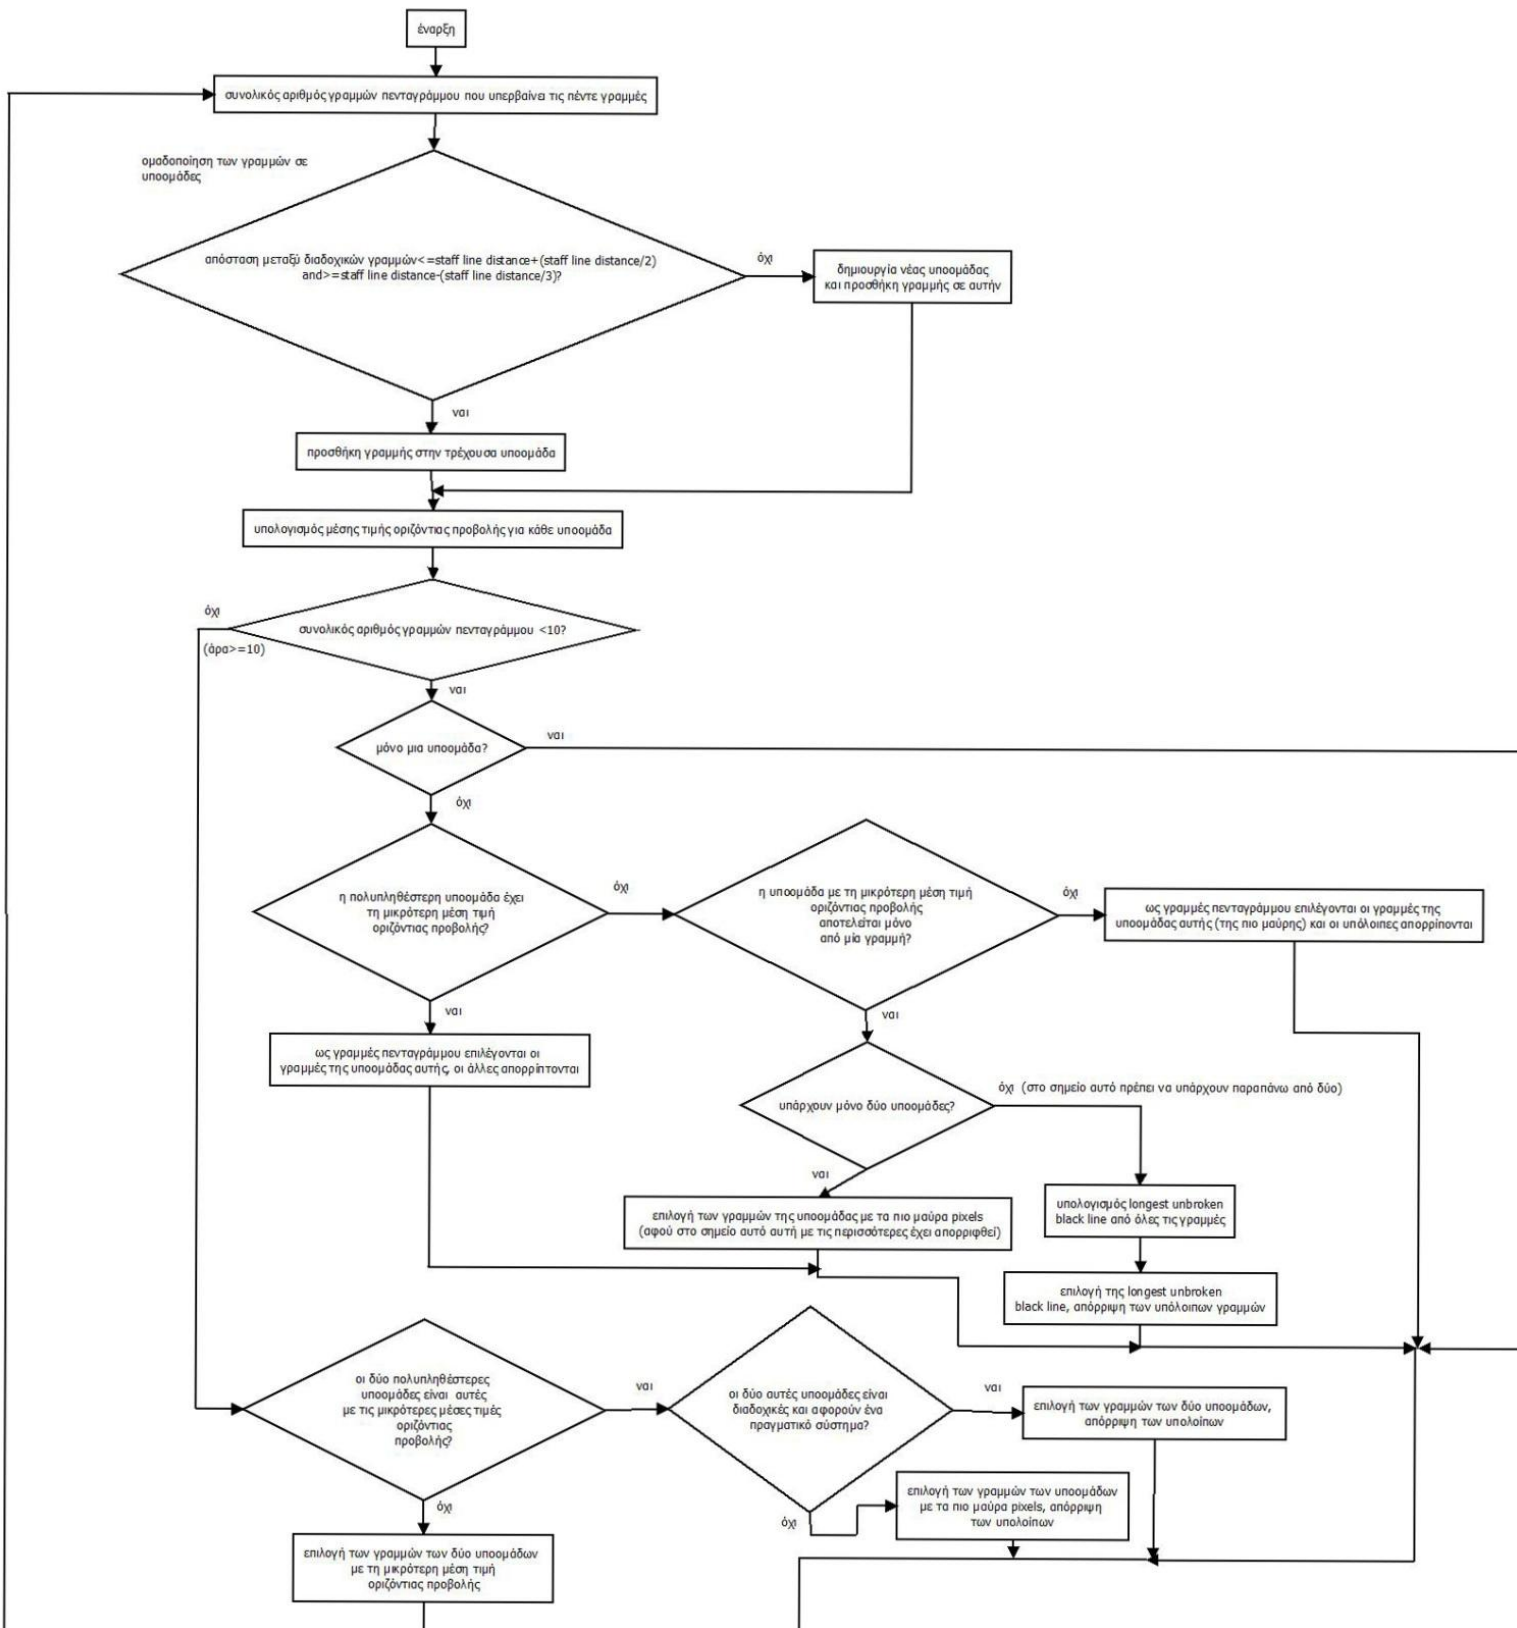 έναρξη
συνολικός αριθμός γραμμών πενταγράμμου που υπερβαίνει τις πέντε γραμμές
ομαδοποίηση των γραμμών σε
υποομάδες
απόσταση μεταξύ διαδοχικών γραμμών<=staff line distance+(staff line distance/2)
and>=staff line distance-(staff line distance/3)?
όχι
δημιουργία νέας υποομάδας
και προσθήκη γραμμής σε αυτήν
ναι
προσθήκη γραμμής στην τρέχουσα υποομάδα
υπολογισμός μέσης τιμής οριζόντιας προβολής για κάθε υποομάδα
όχι
συνολικός αριθμός γραμμών πενταγράμμου <10?
(άρα>=10)
ναι
μόνο μια υποομάδα?
ναι
όχι
η πολυπληθέστερη υποομάδα έχει
τη μικρότερη μέση τιμή
οριζόντιας προβολής?
όχι
η υποομάδα με τη μικρότερη μέση τιμή
οριζόντιας προβολής
αποτελείται μόνο
από μία γραμμή?
όχι
ως γραμμές πενταγράμμου επιλέγονται οι γραμμές της
υποομάδας αυτής (της πιο μαύρης) και οι υπόλοιπες απορρίπονται
ναι
ναι
ως γραμμές πενταγράμμου επιλέγονται οι
γραμμές της υποομάδας αυτής, οι άλλες απορρίπτονται
υπάρχουν μόνο δύο υποομάδες?
όχι (στο σημείο αυτό πρέπει να υπάρχουν παραπάνω από δύο)
ναι
επιλογή των γραμμών της υποομάδας με τα πιο μαύρα pixels
(αφού στο σημείο αυτό αυτή με τις περισσότερες έχει απορριφθεί)
υπολογισμός longest unbroken
black line από όλες τις γραμμές
επιλογή της longest unbroken
black line, απόρριψη των υπόλοιπων γραμμών
οι δύο πολυπληθέστερες
υποομάδες είναι αυτές
με τις μικρότερες μέσες τιμές
οριζόντιας
προβολής?
ναι
οι δύο αυτές υποομάδες είναι
διαδοχικές και αφορούν ένα
πραγματικό σύστημα?
ναι
επιλογή των γραμμών των δύο υποομάδων,
απόρριψη των υπολοίπων
όχι
όχι
επιλογή των γραμμών των υποομάδων
με τα πιο μαύρα pixels, απόρριψη
των υπολοίπων
επιλογή των γραμμών των δύο υποομάδων
με τη μικρότερη μέση τιμή
οριζόντιας προβολής